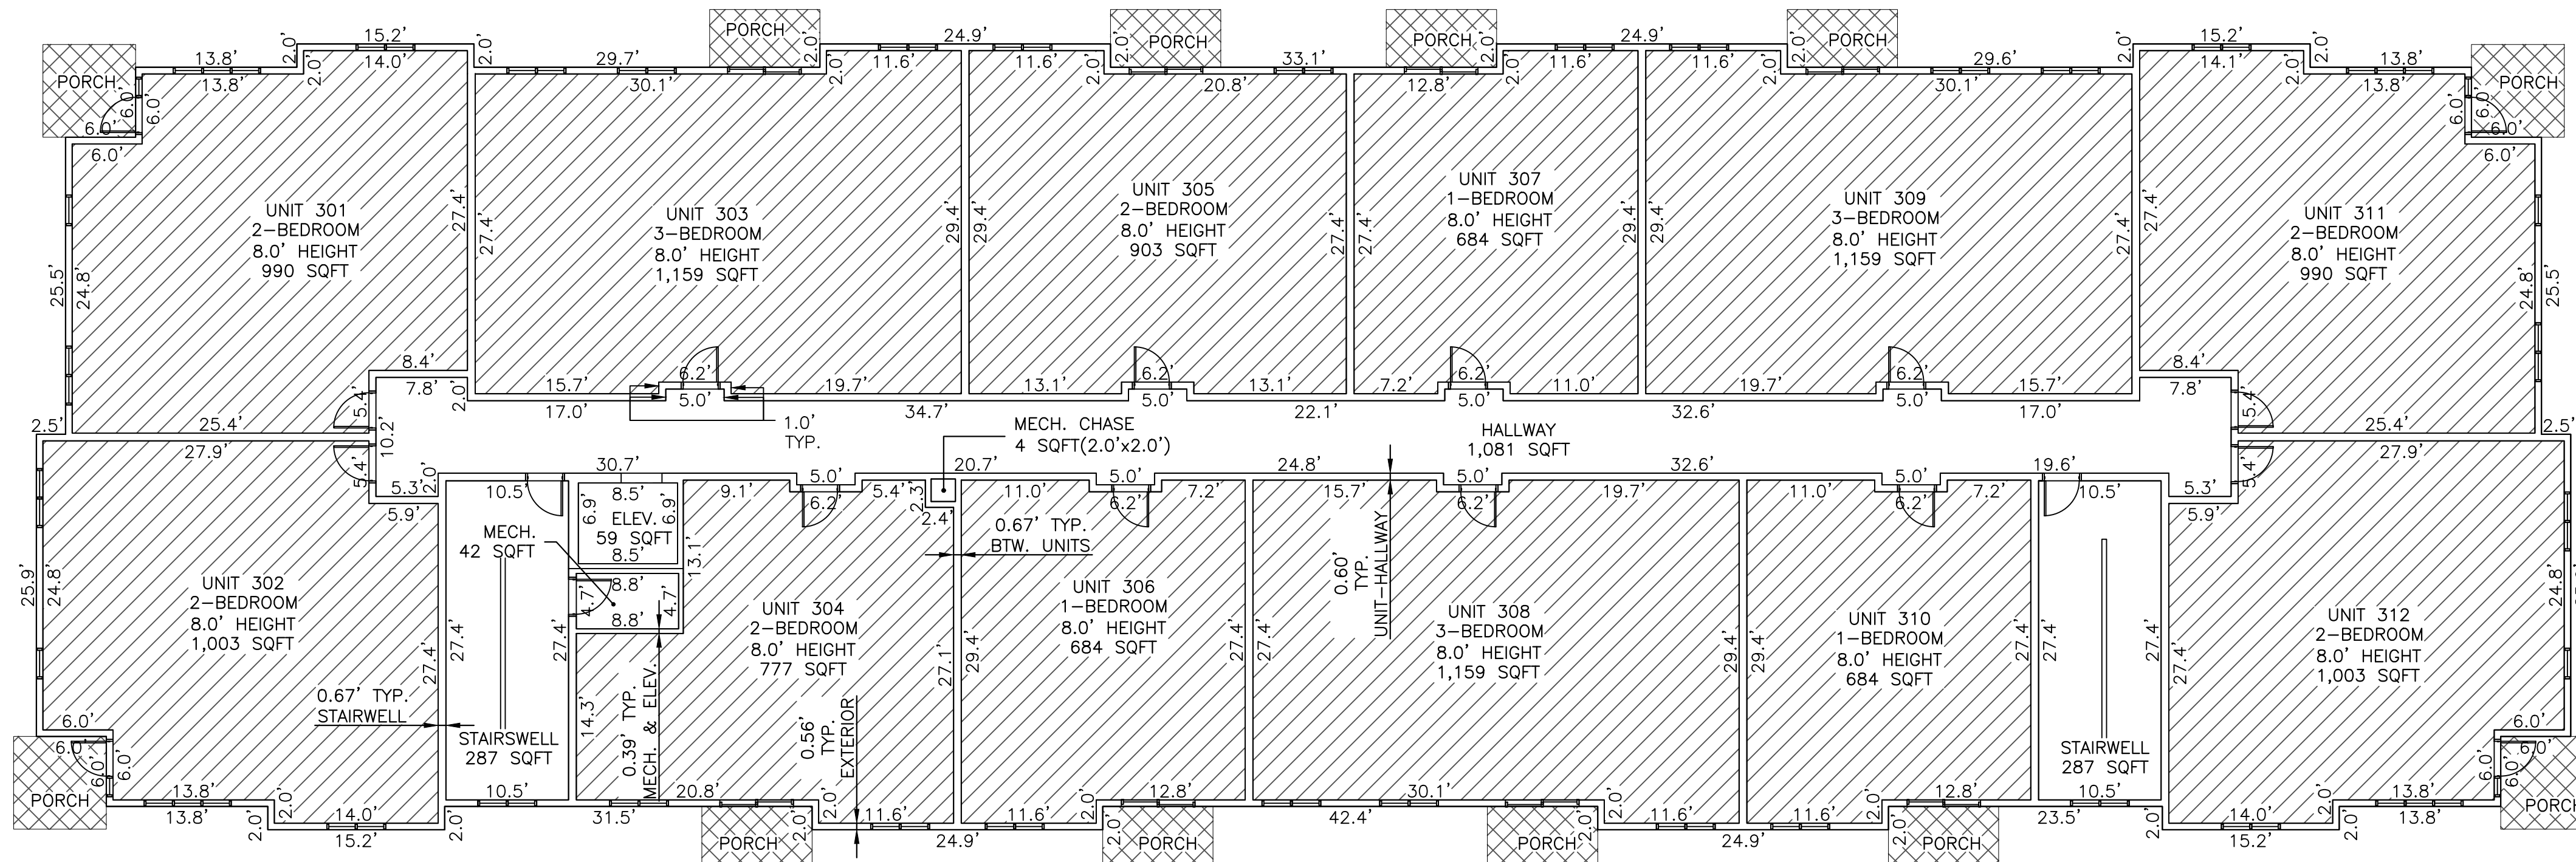 PORCH
PORCH
PORCH
PORCH
PORCH
PORCH
13.8'
2.0'
15.2'
2.0'
29.7'
2.0'
24.9'
2.0'
33.1'
2.0'
24.9'
2.0'
29.6'
2.0'
15.2'
2.0'
13.8'
13.8'
2.0'
14.0'
30.1'
2.0'
11.6'
11.6'
20.8'
12.8'
2.0'
11.6'
11.6'
2.0'
30.1'
14.1'
2.0'
13.8'
6.0'
6.0'
6.0'
6.0'
6.0'
6.0'
6.0'
6.0'
UNIT 301
2-BEDROOM
8.0' HEIGHT
990 SQFT
UNIT 303
3-BEDROOM
8.0' HEIGHT
1,159 SQFT
UNIT 305
2-BEDROOM
8.0' HEIGHT
903 SQFT
UNIT 307
1-BEDROOM
8.0' HEIGHT
684 SQFT
UNIT 309
3-BEDROOM
8.0' HEIGHT
1,159 SQFT
UNIT 311
2-BEDROOM
8.0' HEIGHT
990 SQFT
25.5'
24.8'
27.4'
27.4'
29.4'
29.4'
27.4'
27.4'
29.4'
29.4'
27.4'
27.4'
24.8'
25.5'
8.4'
7.8'
2.0'
15.7'
6.2'
19.7'
13.1'
6.2'
13.1'
7.2'
6.2'
11.0'
19.7'
6.2'
15.7'
8.4'
7.8'
17.0'
5.0'
34.7'
5.0'
22.1'
5.0'
32.6'
5.0'
17.0'
1.0'
TYP.
MECH. CHASE
4 SQFT(2.0'x2.0')
HALLWAY
1,081 SQFT
5.4'
10.2'
5.4'
5.4'
5.4'
2.5'
25.4'
27.9'
25.4'
2.5'
27.9'
5.3'
2.0'
5.9'
30.7'
5.0'
20.7'
5.0'
24.8'
5.0'
32.6'
5.0'
19.6'
5.3'
5.9'
10.5'
8.5'
6.9'
6.9'
ELEV.
59 SQFT
8.5'
9.1'
6.2'
5.4'
2.3'
2.4'
11.0'
6.2'
7.2'
15.7'
6.2'
19.7'
11.0'
6.2'
7.2'
10.5'
MECH.
42 SQFT
8.8'
4.7'
4.7'
8.8'
13.1'
0.67' TYP.
BTW. UNITS
0.60'
TYP.
UNIT-HALLWAY
UNIT 302
2-BEDROOM
8.0' HEIGHT
1,003 SQFT
UNIT 304
2-BEDROOM
8.0' HEIGHT
777 SQFT
UNIT 306
1-BEDROOM
8.0' HEIGHT
684 SQFT
UNIT 308
3-BEDROOM
8.0' HEIGHT
1,159 SQFT
UNIT 310
1-BEDROOM
8.0' HEIGHT
684 SQFT
UNIT 312
2-BEDROOM
8.0' HEIGHT
1,003 SQFT
25.9'
24.8'
27.4'
27.4'
27.4'
14.3'
27.1'
29.4'
27.4'
27.4'
29.4'
29.4'
27.4'
27.4'
27.4'
27.4'
24.8'
0.67' TYP.
STAIRWELL
STAIRSWELL
287 SQFT
0.39' TYP.
MECH. & ELEV.
0.56'
TYP.
EXTERIOR
STAIRWELL
287 SQFT
6.0'
6.0'
6.0'
6.0'
6.0'
6.0'
6.0'
6.0'
13.8'
2.0'
14.0'
10.5'
20.8'
2.0'
11.6'
11.6'
12.8'
30.1'
2.0'
11.6'
11.6'
12.8'
10.5'
14.0'
2.0'
13.8'
13.8'
2.0'
15.2'
2.0'
31.5'
2.0'
24.9'
2.0'
42.4'
2.0'
24.9'
2.0'
23.5'
2.0'
15.2'
2.0'
13.8'
PORCH
PORCH
PORCH
PORCH
PORCH
PORCH